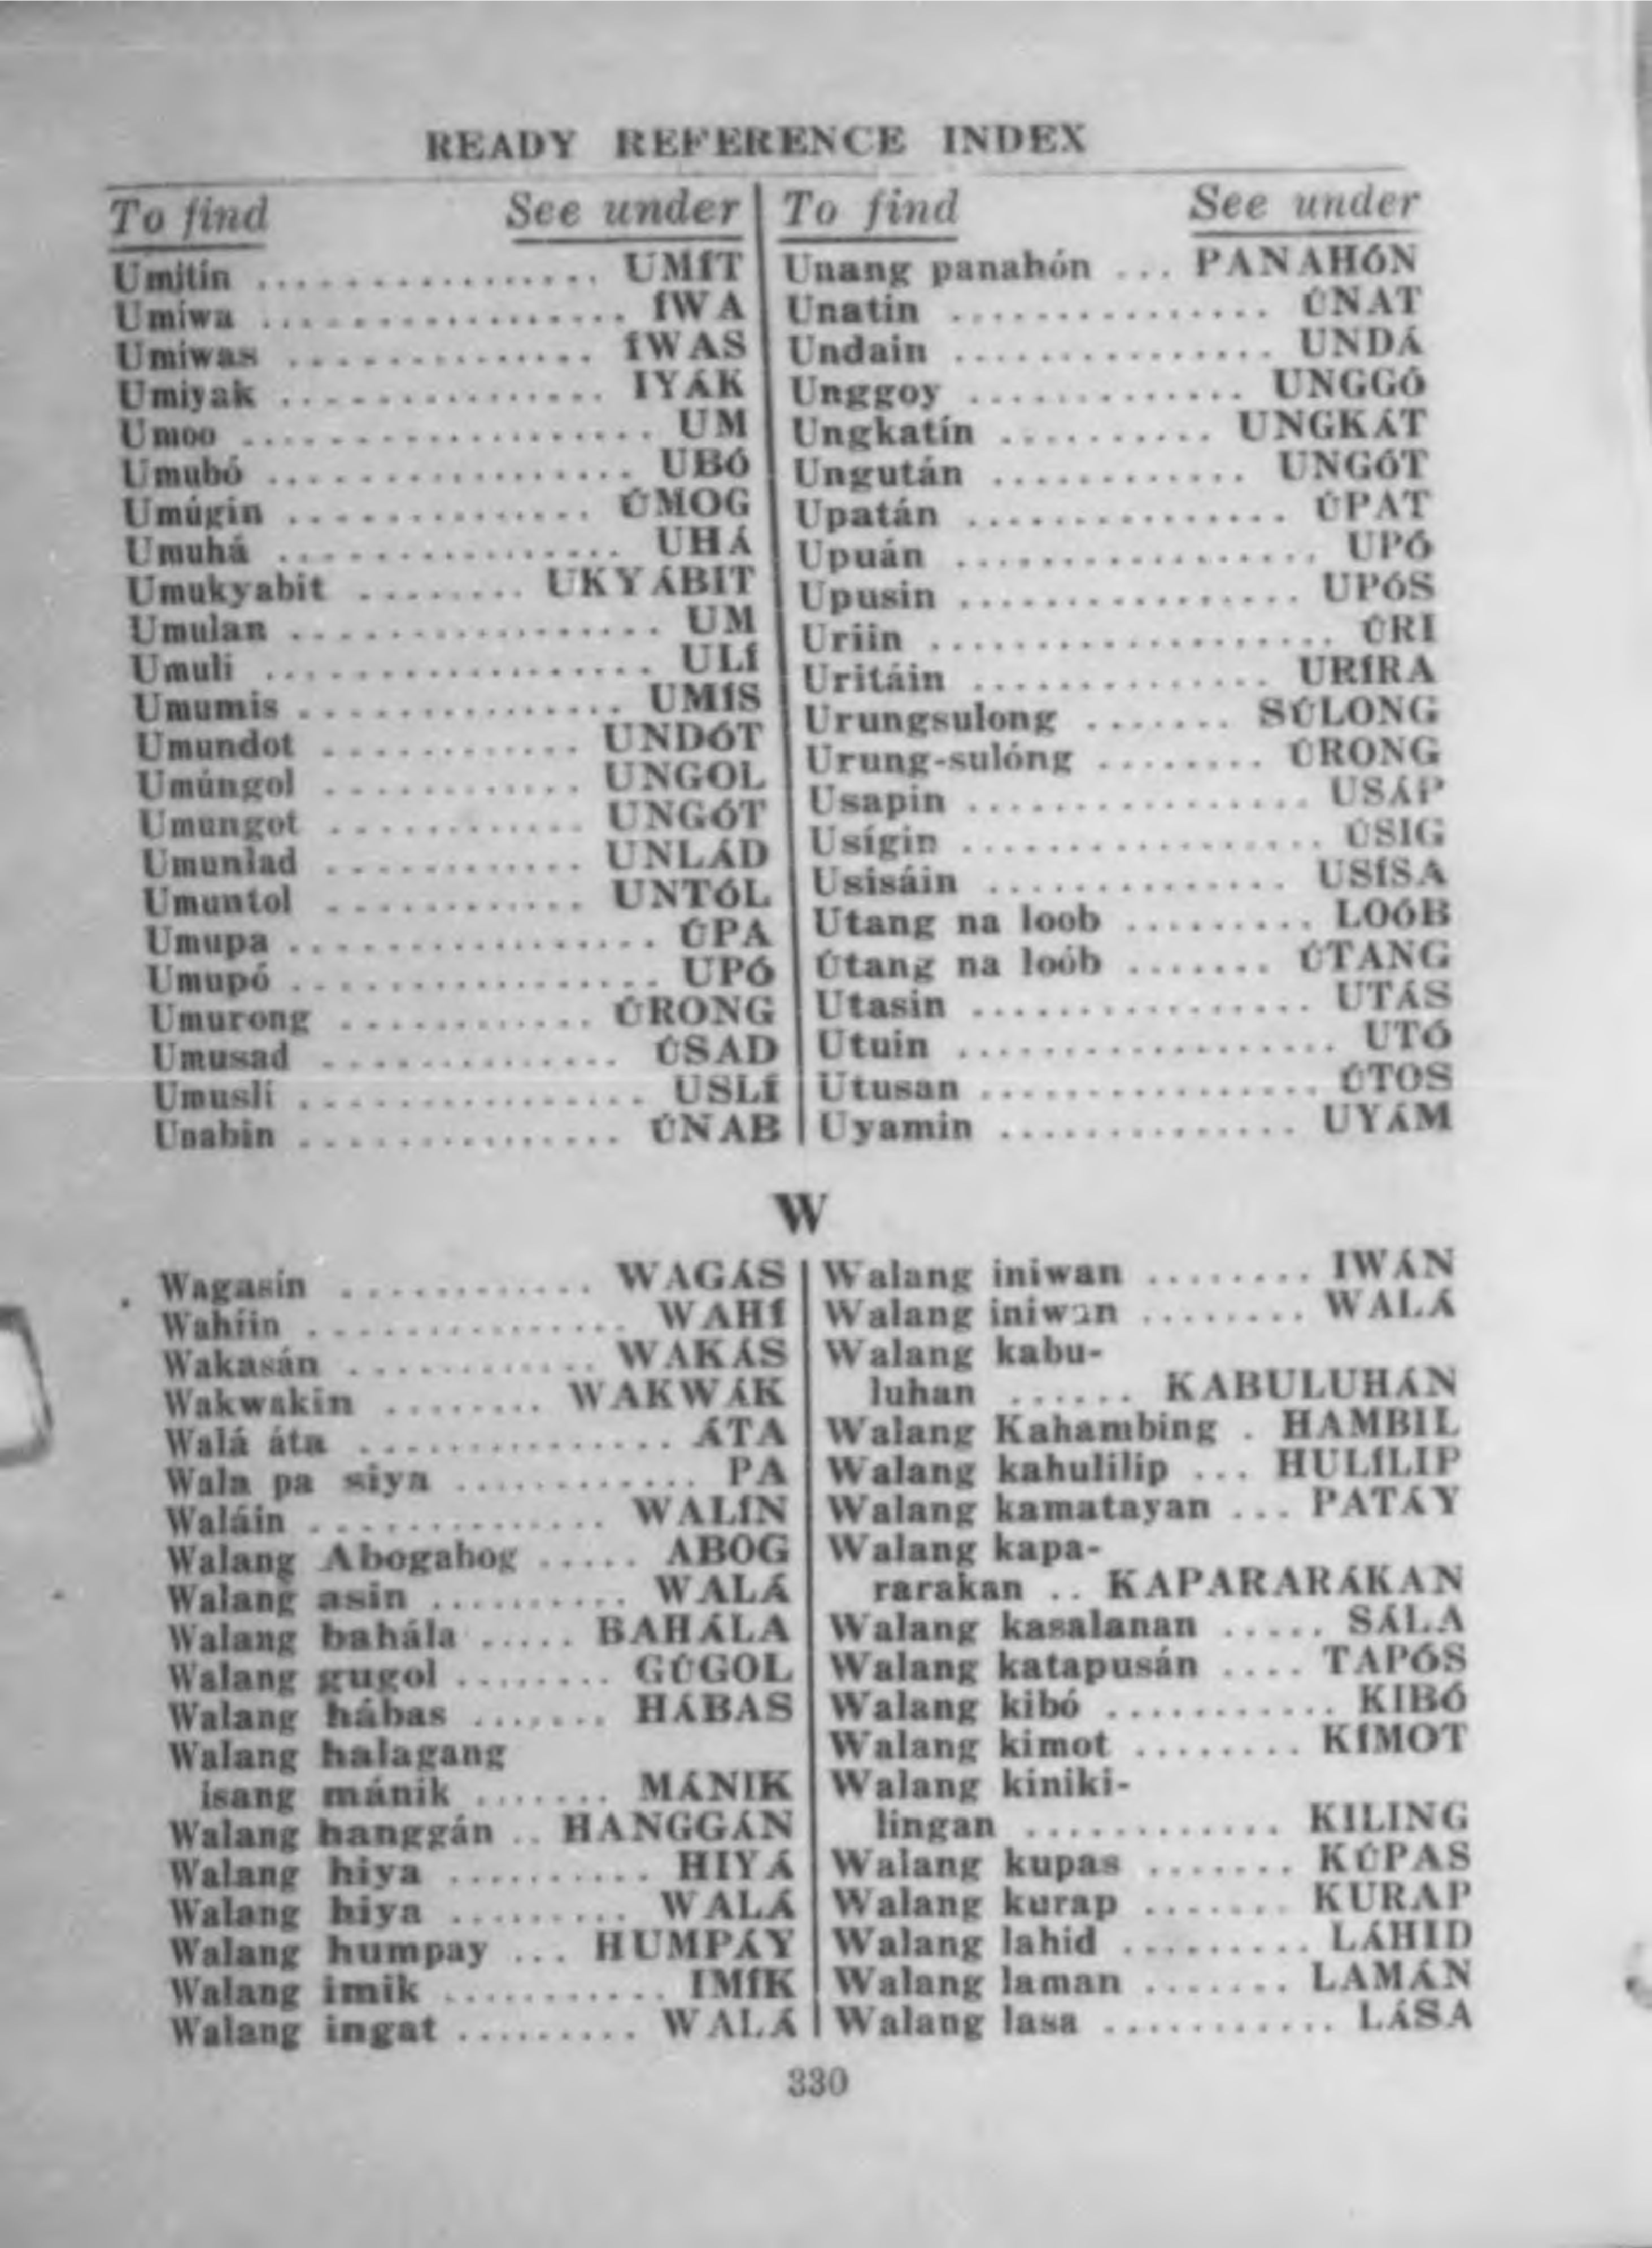 READY REFERENCE INDEX
To find See under
Umitin ................. UMÍT
Umiwa .................. ÍWA
Umiwas ............... ÍWAS
Umiyak ................ IYÁK
Umoo ..................... UM
Umubó .................. UBÓ
Umúgin ............... ÚMOG
Umuhá ................. UHÁ
Umukyabit ........ UKYÁBIT
Umulan .................. UM
Umuli ................... ULÍ
Umumis ................ UMÍS
Umundot ............. UNDÓT
Umúngol ............. UNGOL
Umungot ............. UNGÓT
Umunlad ............. UNLÁD
Umuntol ............. UNTÓL
Umupa .................. ÚPA
Umupó .................. UPÓ
Umurong ............. ÚRONG
Umusad ............... ÚSAD
Umuslí ................. USLÍ
Unabin ................ ÚNAB
To find See under
Unang panahón ... PANAHÓN
Unatin ................ ÚNAT
Undain ................ UNDÁ
Unggoy .............. UNGGÓ
Ungkatín ........... UNGKÁT
Ungután ............. UNGÓT
Upatán ................ ÚPAT
Upuán .................. UPÓ
Upusin ................. UPÓS
Uriin .................... ÚRI
Uritáin ............... URÍRA
Urungsulong ....... SÚLONG
Urung-sulóng ........ ÚRONG
Usapin ................. USÁP
Usígin .................. ÚSIG
Usisáin ............... USÍSA
Utang na loob ......... LOÓB
Útang na loób ....... ÚTANG
Utasin ................. UTÁS
Utuin ................... UTÓ
Utusan ................. ÚTOS
Uyamin ............... UYÁM
W
Wagasin ............. WAGÁS
Wahíin ................ WAHÍ
Wakasán ............. WAKÁS
Wakwakin ........ WAKWÁK
Walá áta ................ ÁTA
Wala pa siya ............. PA
Waláin ............... WALÍN
Walang Abogabog ..... ABOG
Walang asin .......... WALÁ
Walang bahála ..... BAHÁLA
Walang gugol ........ GÚGOL
Walang hábas ....... HÁBAS
Walang halagang
isang mánik ....... MÁNIK
Walang hanggán .. HANGGÁN
Walang hiya .......... HIYÁ
Walang hiya ......... WALÁ
Walang humpay ... HUMPÁY
Walang imik ........... IMÍK
Walang ingat ......... WALÁ
Walang iniwan ........ IWÁN
Walang iniwan ........ WALÁ
Walang kabu-
luhan ...... KABULUHÁN
Walang Kahambing . HAMBIL
Walang kahulilip ... HULÍLIP
Walang kamatayan ... PATÁY
Walang kapa-
rarakan .. KAPARARÁKAN
Walang kasalanan ..... SÁLA
Walang katapusán .... TAPÓS
Walang kibó ........... KIBÓ
Walang kimot ........ KÍMOT
Walang kiniki-
lingan ............ KILING
Walang kupas ....... KÚPAS
Walang kurap ....... KURAP
Walang lahid ......... LÁHID
Walang laman ....... LAMÁN
Walang lasa ........... LÁSA
330